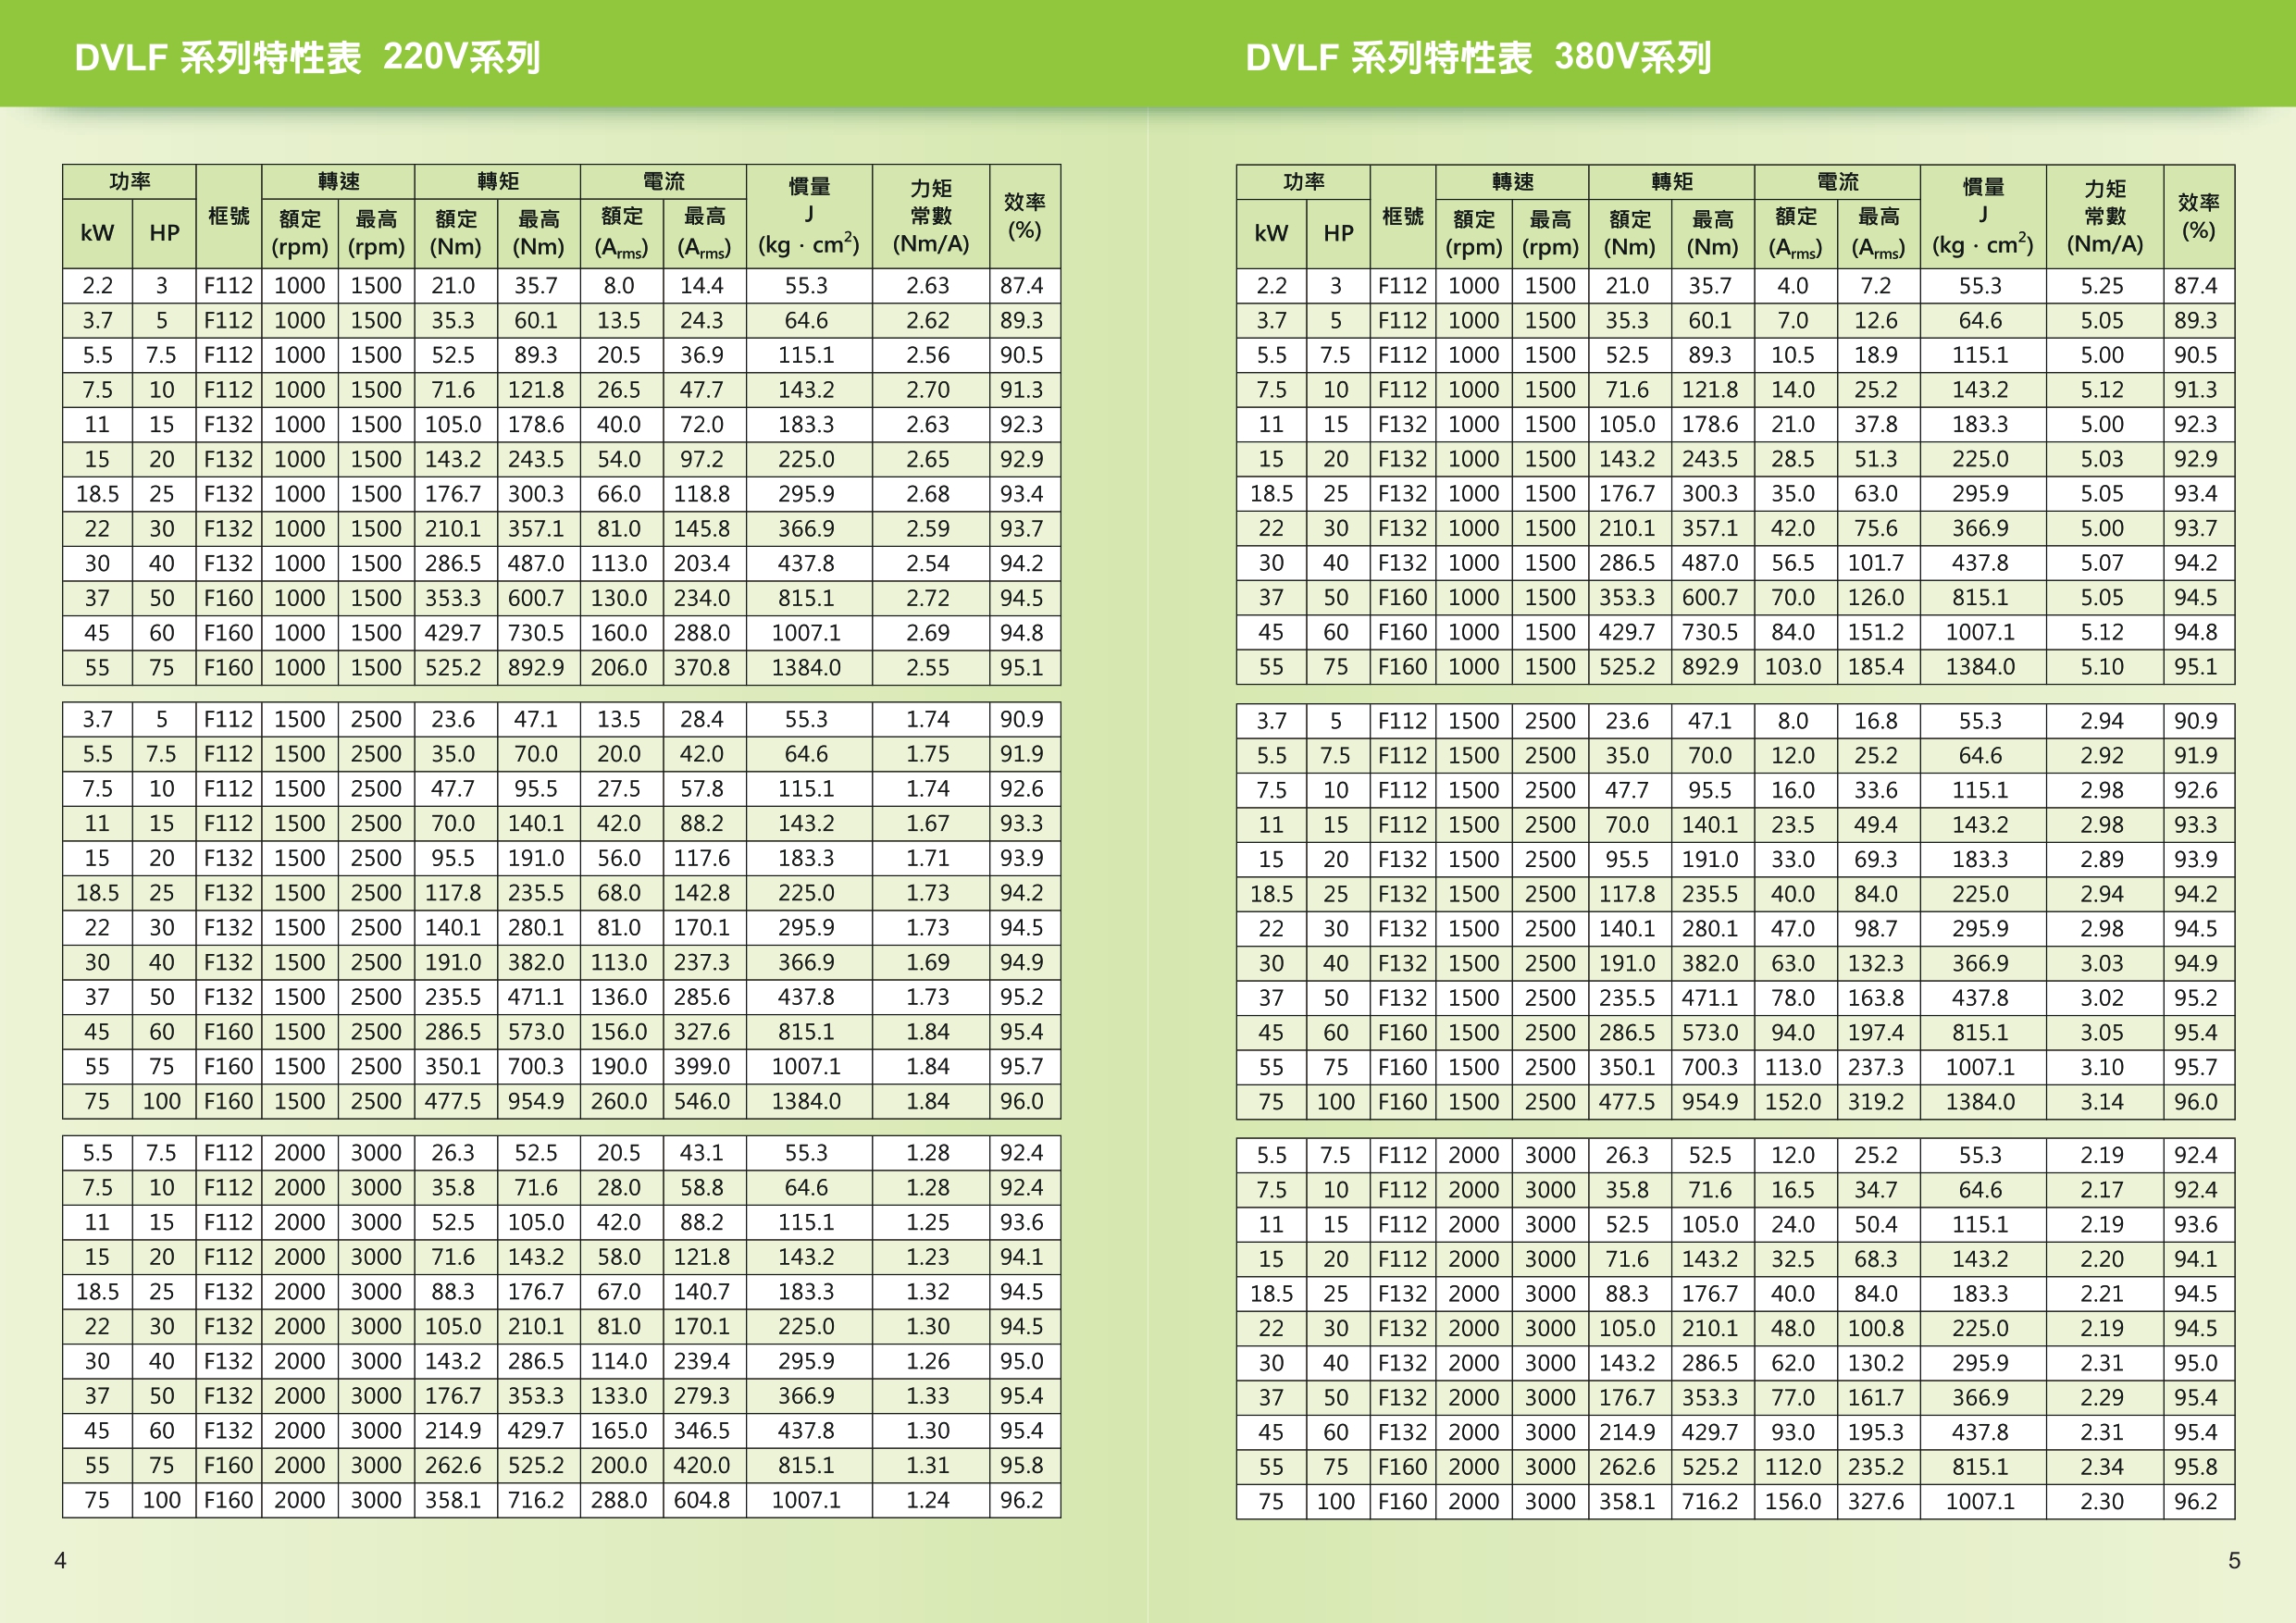 DVLF 系列特性表 220V系列
功率 框號 轉速 轉矩 電流 慣量 J (kg · cm²) 力矩常數 (Nm/A) 效率 (%)
kW HP 額定 (rpm) 最高 (rpm) 額定 (Nm) 最高 (Nm) 額定 (Arms) 最高 (Arms)
2.2 3 F112 1000 1500 21.0 35.7 8.0 14.4 55.3 2.63 87.4
3.7 5 F112 1000 1500 35.3 60.1 13.5 24.3 64.6 2.62 89.3
5.5 7.5 F112 1000 1500 52.5 89.3 20.5 36.9 115.1 2.56 90.5
7.5 10 F112 1000 1500 71.6 121.8 26.5 47.7 143.2 2.70 91.3
11 15 F132 1000 1500 105.0 178.6 40.0 72.0 183.3 2.63 92.3
15 20 F132 1000 1500 143.2 243.5 54.0 97.2 225.0 2.65 92.9
18.5 25 F132 1000 1500 176.7 300.3 66.0 118.8 295.9 2.68 93.4
22 30 F132 1000 1500 210.1 357.1 81.0 145.8 366.9 2.59 93.7
30 40 F132 1000 1500 286.5 487.0 113.0 203.4 437.8 2.54 94.2
37 50 F160 1000 1500 353.3 600.7 130.0 234.0 815.1 2.72 94.5
45 60 F160 1000 1500 429.7 730.5 160.0 288.0 1007.1 2.69 94.8
55 75 F160 1000 1500 525.2 892.9 206.0 370.8 1384.0 2.55 95.1
3.7 5 F112 1500 2500 23.6 47.1 13.5 28.4 55.3 1.74 90.9
5.5 7.5 F112 1500 2500 35.0 70.0 20.0 42.0 64.6 1.75 91.9
7.5 10 F112 1500 2500 47.7 95.5 27.5 57.8 115.1 1.74 92.6
11 15 F112 1500 2500 70.0 140.1 42.0 88.2 143.2 1.67 93.3
15 20 F132 1500 2500 95.5 191.0 56.0 117.6 183.3 1.71 93.9
18.5 25 F132 1500 2500 117.8 235.5 68.0 142.8 225.0 1.73 94.2
22 30 F132 1500 2500 140.1 280.1 81.0 170.1 295.9 1.73 94.5
30 40 F132 1500 2500 191.0 382.0 113.0 237.3 366.9 1.69 94.9
37 50 F132 1500 2500 235.5 471.1 136.0 285.6 437.8 1.73 95.2
45 60 F160 1500 2500 286.5 573.0 156.0 327.6 815.1 1.84 95.4
55 75 F160 1500 2500 350.1 700.3 190.0 399.0 1007.1 1.84 95.7
75 100 F160 1500 2500 477.5 954.9 260.0 546.0 1384.0 1.84 96.0
5.5 7.5 F112 2000 3000 26.3 52.5 20.5 43.1 55.3 1.28 92.4
7.5 10 F112 2000 3000 35.8 71.6 28.0 58.8 64.6 1.28 92.4
11 15 F112 2000 3000 52.5 105.0 42.0 88.2 115.1 1.25 93.6
15 20 F112 2000 3000 71.6 143.2 58.0 121.8 143.2 1.23 94.1
18.5 25 F132 2000 3000 88.3 176.7 67.0 140.7 183.3 1.32 94.5
22 30 F132 2000 3000 105.0 210.1 81.0 170.1 225.0 1.30 94.5
30 40 F132 2000 3000 143.2 286.5 114.0 239.4 295.9 1.26 95.0
37 50 F132 2000 3000 176.7 353.3 133.0 279.3 366.9 1.33 95.4
45 60 F132 2000 3000 214.9 429.7 165.0 346.5 437.8 1.30 95.4
55 75 F160 2000 3000 262.6 525.2 200.0 420.0 815.1 1.31 95.8
75 100 F160 2000 3000 358.1 716.2 288.0 604.8 1007.1 1.24 96.2
4
DVLF 系列特性表 380V系列
功率 框號 轉速 轉矩 電流 慣量 J (kg · cm²) 力矩常數 (Nm/A) 效率 (%)
kW HP 額定 (rpm) 最高 (rpm) 額定 (Nm) 最高 (Nm) 額定 (Arms) 最高 (Arms)
2.2 3 F112 1000 1500 21.0 35.7 4.0 7.2 55.3 5.25 87.4
3.7 5 F112 1000 1500 35.3 60.1 7.0 12.6 64.6 5.05 89.3
5.5 7.5 F112 1000 1500 52.5 89.3 10.5 18.9 115.1 5.00 90.5
7.5 10 F112 1000 1500 71.6 121.8 14.0 25.2 143.2 5.12 91.3
11 15 F132 1000 1500 105.0 178.6 21.0 37.8 183.3 5.00 92.3
15 20 F132 1000 1500 143.2 243.5 28.5 51.3 225.0 5.03 92.9
18.5 25 F132 1000 1500 176.7 300.3 35.0 63.0 295.9 5.05 93.4
22 30 F132 1000 1500 210.1 357.1 42.0 75.6 366.9 5.00 93.7
30 40 F132 1000 1500 286.5 487.0 56.5 101.7 437.8 5.07 94.2
37 50 F160 1000 1500 353.3 600.7 70.0 126.0 815.1 5.05 94.5
45 60 F160 1000 1500 429.7 730.5 84.0 151.2 1007.1 5.12 94.8
55 75 F160 1000 1500 525.2 892.9 103.0 185.4 1384.0 5.10 95.1
3.7 5 F112 1500 2500 23.6 47.1 8.0 16.8 55.3 2.94 90.9
5.5 7.5 F112 1500 2500 35.0 70.0 12.0 25.2 64.6 2.92 91.9
7.5 10 F112 1500 2500 47.7 95.5 16.0 33.6 115.1 2.98 92.6
11 15 F112 1500 2500 70.0 140.1 23.5 49.4 143.2 2.98 93.3
15 20 F132 1500 2500 95.5 191.0 33.0 69.3 183.3 2.89 93.9
18.5 25 F132 1500 2500 117.8 235.5 40.0 84.0 225.0 2.94 94.2
22 30 F132 1500 2500 140.1 280.1 47.0 98.7 295.9 2.98 94.5
30 40 F132 1500 2500 191.0 382.0 63.0 132.3 366.9 3.03 94.9
37 50 F132 1500 2500 235.5 471.1 78.0 163.8 437.8 3.02 95.2
45 60 F160 1500 2500 286.5 573.0 94.0 197.4 815.1 3.05 95.4
55 75 F160 1500 2500 350.1 700.3 113.0 237.3 1007.1 3.10 95.7
75 100 F160 1500 2500 477.5 954.9 152.0 319.2 1384.0 3.14 96.0
5.5 7.5 F112 2000 3000 26.3 52.5 12.0 25.2 55.3 2.19 92.4
7.5 10 F112 2000 3000 35.8 71.6 16.5 34.7 64.6 2.17 92.4
11 15 F112 2000 3000 52.5 105.0 24.0 50.4 115.1 2.19 93.6
15 20 F112 2000 3000 71.6 143.2 32.5 68.3 143.2 2.20 94.1
18.5 25 F132 2000 3000 88.3 176.7 40.0 84.0 183.3 2.21 94.5
22 30 F132 2000 3000 105.0 210.1 48.0 100.8 225.0 2.19 94.5
30 40 F132 2000 3000 143.2 286.5 62.0 130.2 295.9 2.31 95.0
37 50 F132 2000 3000 176.7 353.3 77.0 161.7 366.9 2.29 95.4
45 60 F132 2000 3000 214.9 429.7 93.0 195.3 437.8 2.31 95.4
55 75 F160 2000 3000 262.6 525.2 112.0 235.2 815.1 2.34 95.8
75 100 F160 2000 3000 358.1 716.2 156.0 327.6 1007.1 2.30 96.2
5